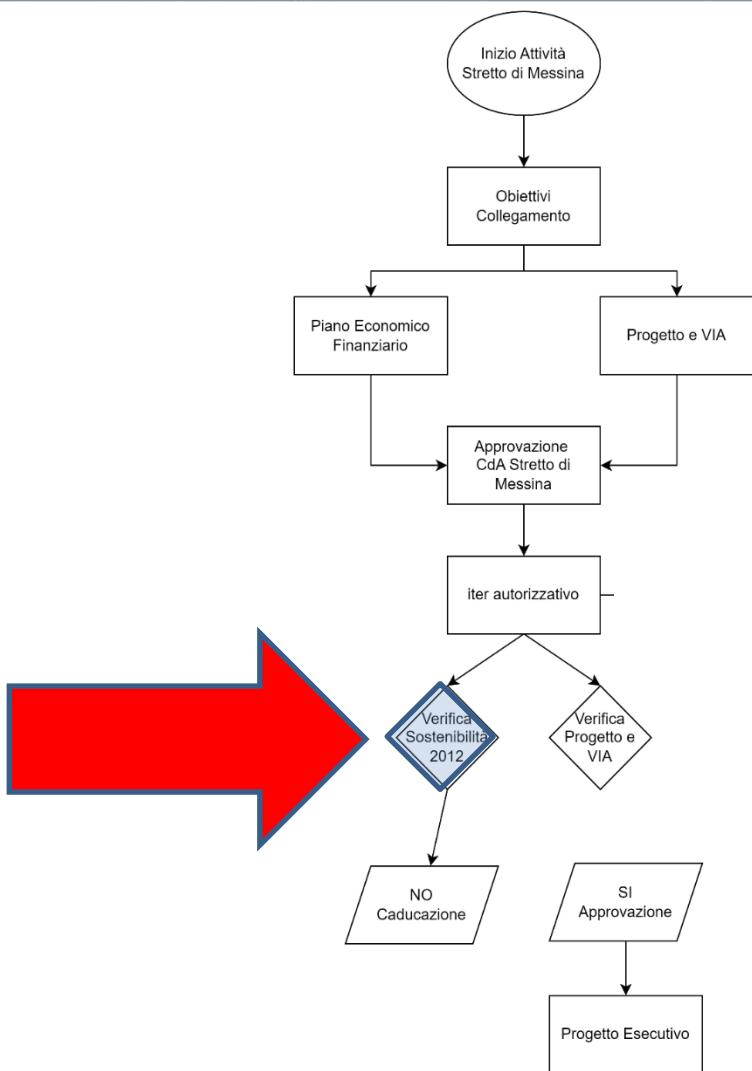 Inizio Attività
Stretto di Messina
Obiettivi
Collegamento
Piano Economico
Finanziario
Progetto e VIA
Approvazione
CdA Stretto di
Messina
iter autorizzativo
Verifica
Sostenibilità
2012
Verifica
Progetto e
VIA
NO
Caducazione
SI
Approvazione
Progetto Esecutivo